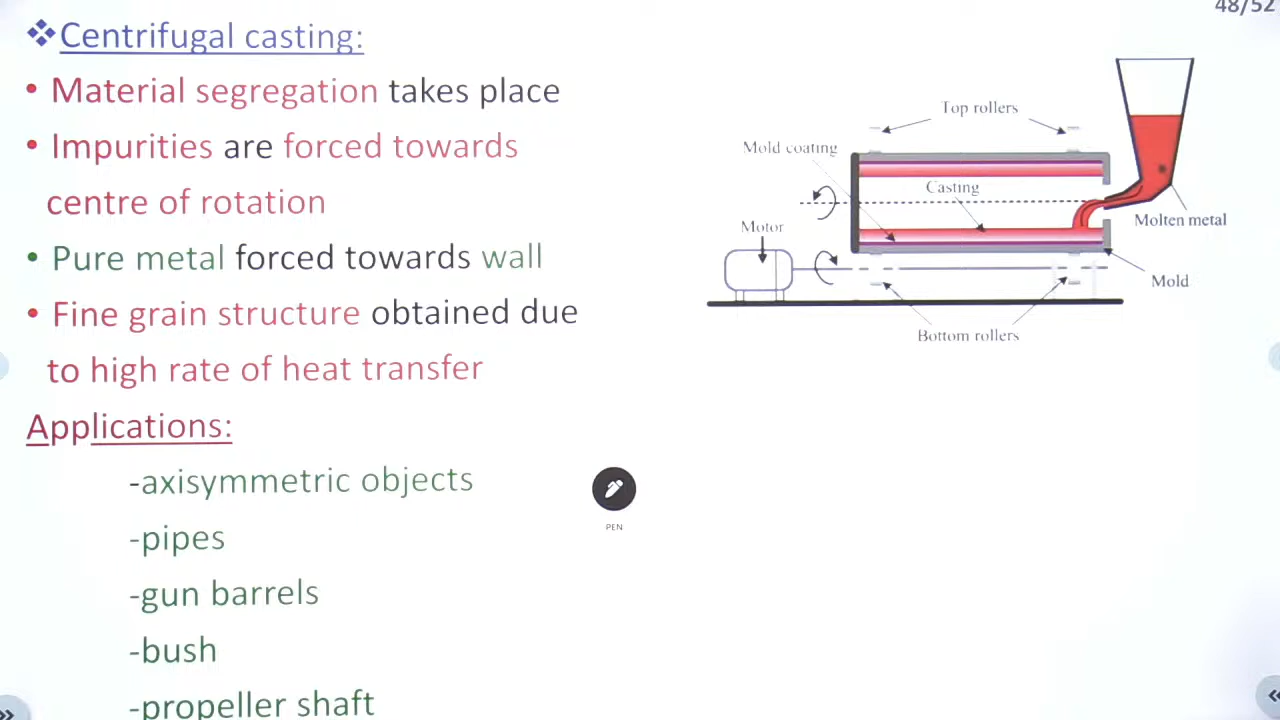 48/52
❖Centrifugal casting:
• Material segregation takes place
• Impurities are forced towards
centre of rotation
• Pure metal forced towards wall
• Fine grain structure obtained due
to high rate of heat transfer
Applications:
-axisymmetric objects
-pipes
-gun barrels
-bush
-propeller shaft
Top rollers
Mold coating
Casting
Molten metal
Motor
Mold
Bottom rollers
PEN